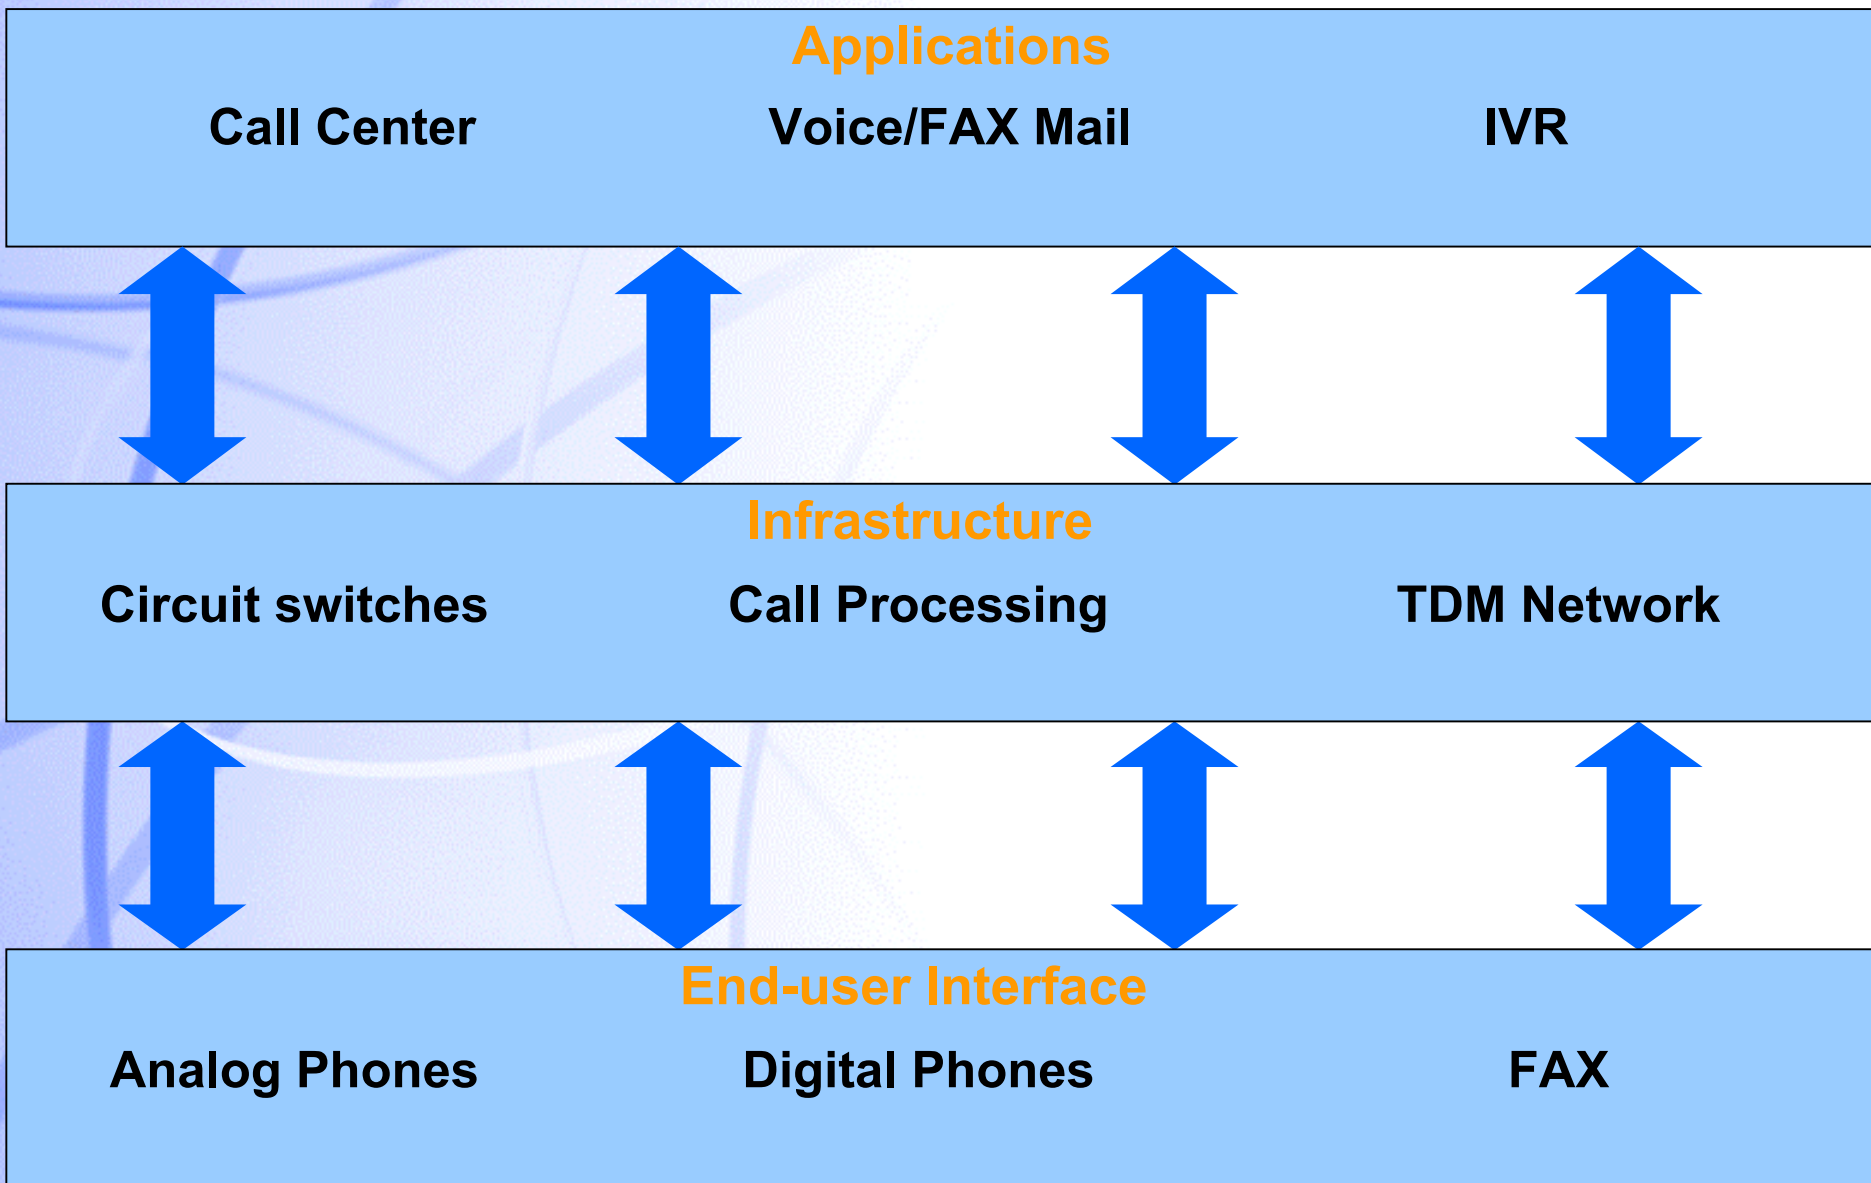 Applications
Call Center Voice/FAX Mail IVR
Infrastructure
Circuit switches Call Processing TDM Network
End-user Interface
Analog Phones Digital Phones FAX